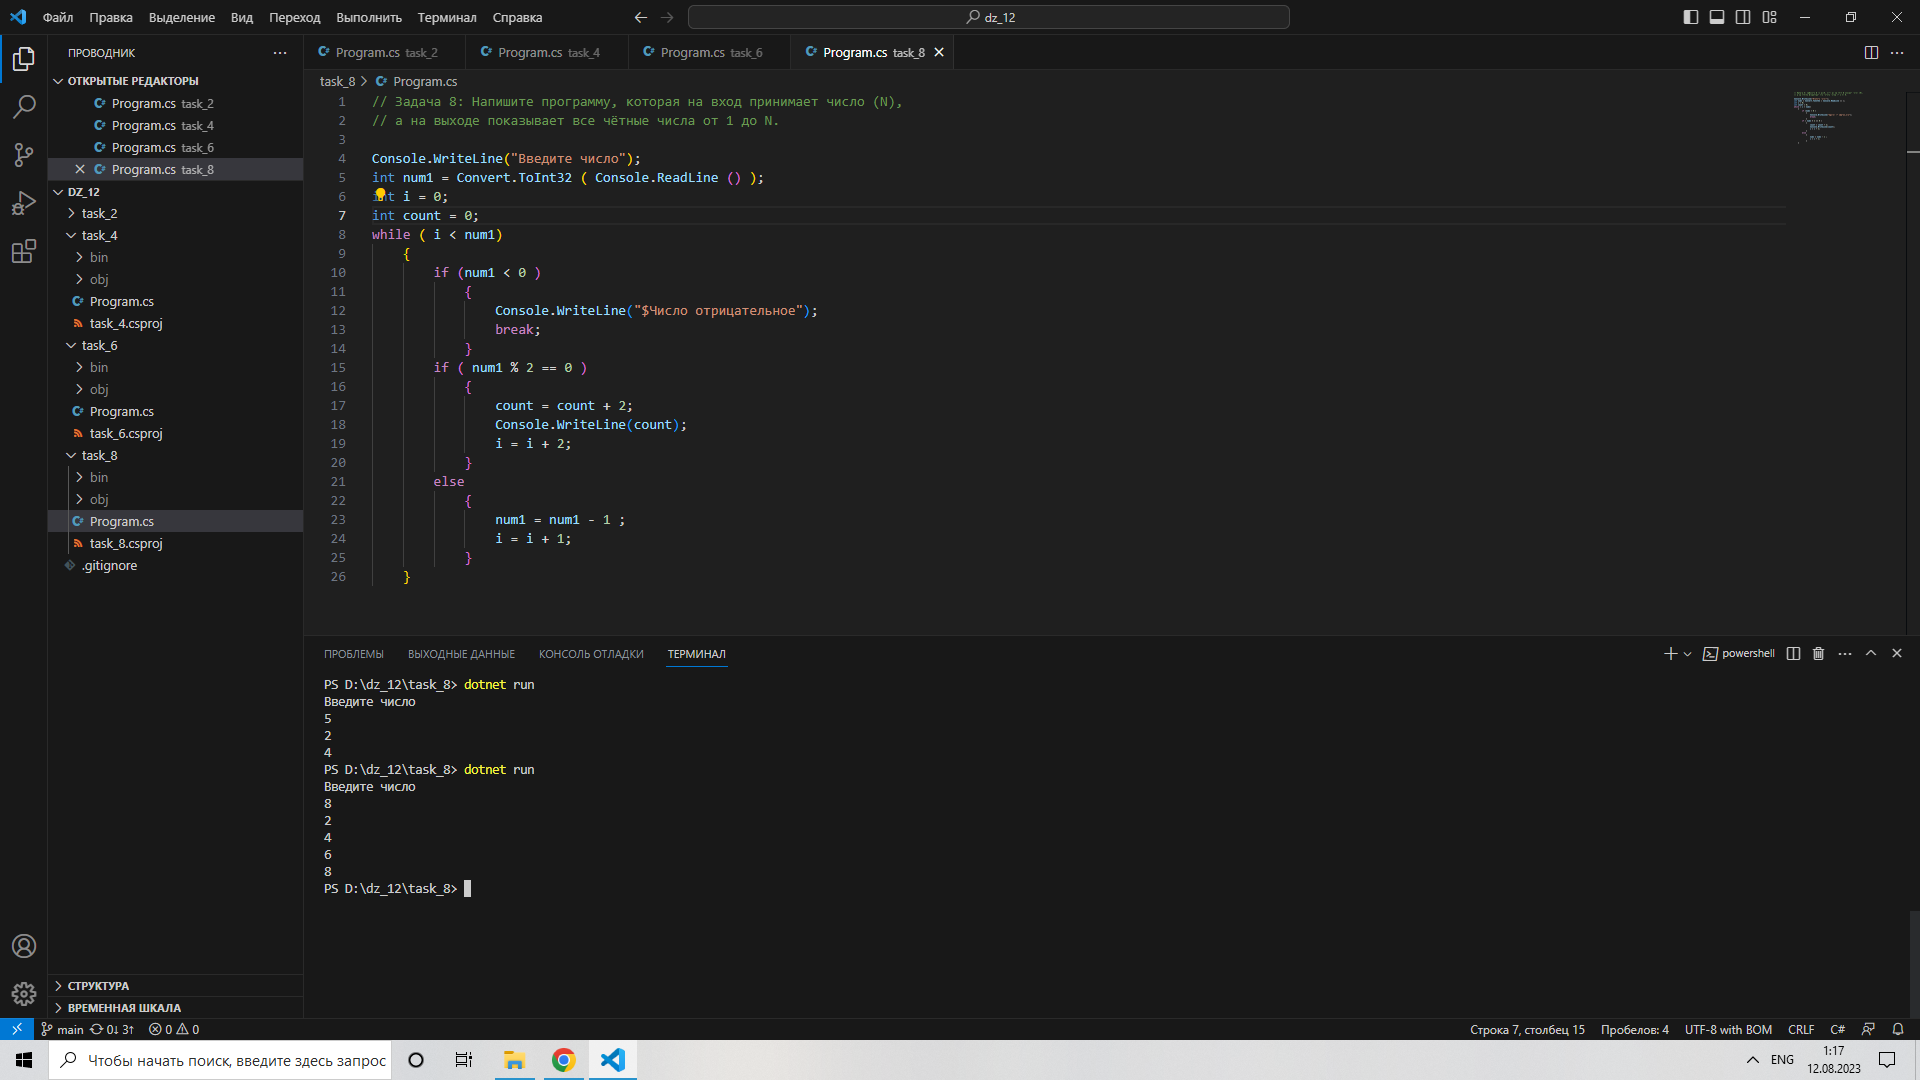 Файл Правка Выделение Вид Переход Выполнить Терминал Справка dz_12
ПРОВОДНИК
ОТКРЫТЫЕ РЕДАКТОРЫ
Program.cs task_2
Program.cs task_4
Program.cs task_6
Program.cs task_8
DZ_12
task_2
task_4
bin
obj
Program.cs
task_4.csproj
task_6
bin
obj
Program.cs
task_6.csproj
task_8
bin
obj
Program.cs
task_8.csproj
.gitignore
СТРУКТУРА
ВРЕМЕННАЯ ШКАЛА
Program.cs task_2 Program.cs task_4 Program.cs task_6 Program.cs task_8
task_8 > Program.cs
1 // Задача 8: Напишите программу, которая на вход принимает число (N),
2 // а на выходе показывает все чётные числа от 1 до N.
3
4 Console.WriteLine("Введите число");
5 int num1 = Convert.ToInt32 ( Console.ReadLine () );
6 int i = 0;
7 int count = 0;
8 while ( i < num1)
9 {
10 if (num1 < 0 )
11 {
12 Console.WriteLine("$Число отрицательное");
13 break;
14 }
15 if ( num1 % 2 == 0 )
16 {
17 count = count + 2;
18 Console.WriteLine(count);
19 i = i + 2;
20 }
21 else
22 {
23 num1 = num1 - 1 ;
24 i = i + 1;
25 }
26 }
ПРОБЛЕМЫ ВЫХОДНЫЕ ДАННЫЕ КОНСОЛЬ ОТЛАДКИ ТЕРМИНАЛ powershell
PS D:\dz_12\task_8> dotnet run
Введите число
5
2
4
PS D:\dz_12\task_8> dotnet run
Введите число
8
2
4
6
8
PS D:\dz_12\task_8>
main 0↓ 3↑ 0 0 Строка 7, столбец 15 Пробелов: 4 UTF-8 with BOM CRLF C#
Чтобы начать поиск, введите здесь запрос ENG 1:17
12.08.2023